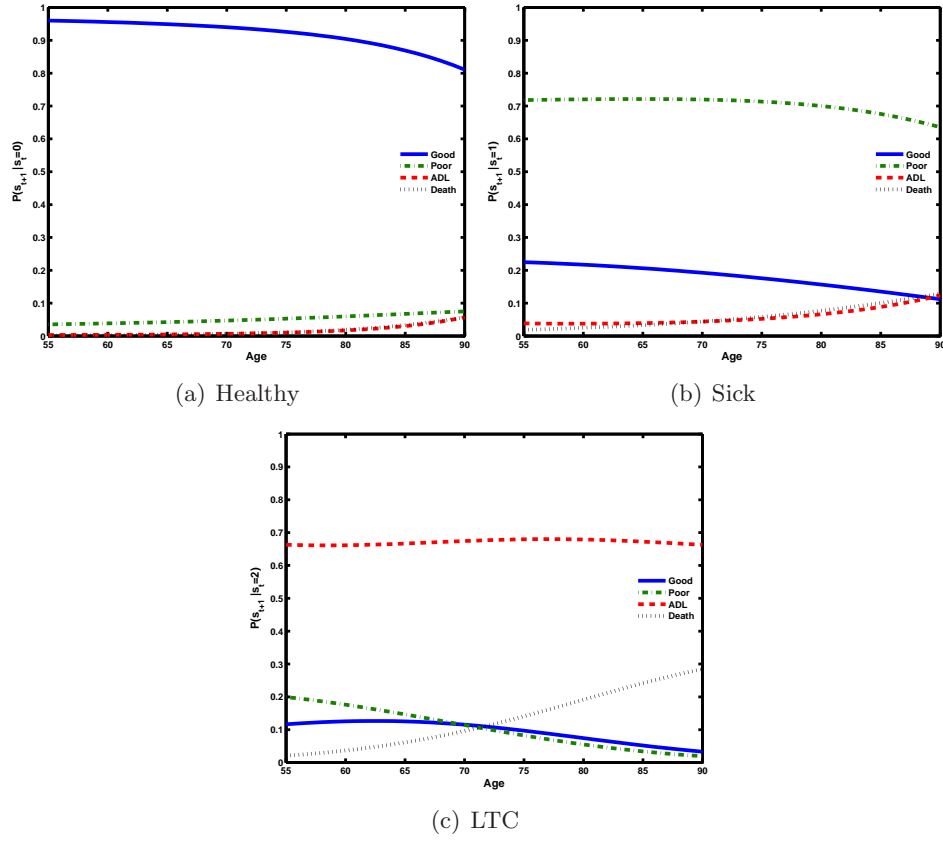 1
0.9
0.8
0.7
0.6
0.5
0.4
0.3
0.2
0.1
0
P(s_{t+1} | s_t=0)
Good
Poor
ADL
Death
55 60 65 70 75 80 85 90
Age
(a) Healthy
1
0.9
0.8
0.7
0.6
0.5
0.4
0.3
0.2
0.1
0
P(s_{t+1} | s_t=1)
Good
Poor
ADL
Death
55 60 65 70 75 80 85 90
Age
(b) Sick
1
0.9
0.8
0.7
0.6
0.5
0.4
0.3
0.2
0.1
0
P(s_{t+1} | s_t=2)
Good
Poor
ADL
Death
55 60 65 70 75 80 85 90
Age
(c) LTC